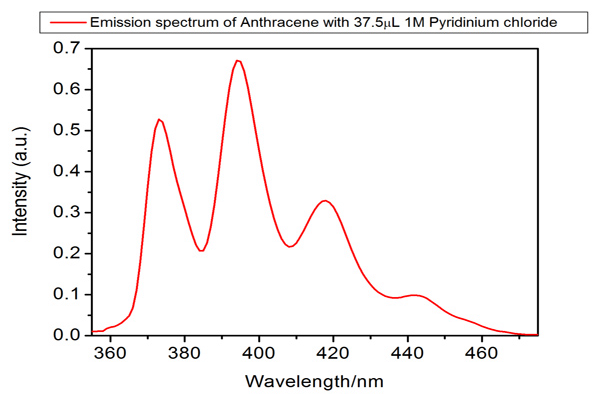 Emission spectrum of Anthracene with 37.5µL 1M Pyridinium chloride
0.7
0.6
0.5
0.4
0.3
0.2
0.1
0.0
Intensity (a.u.)
360 380 400 420 440 460
Wavelength/nm